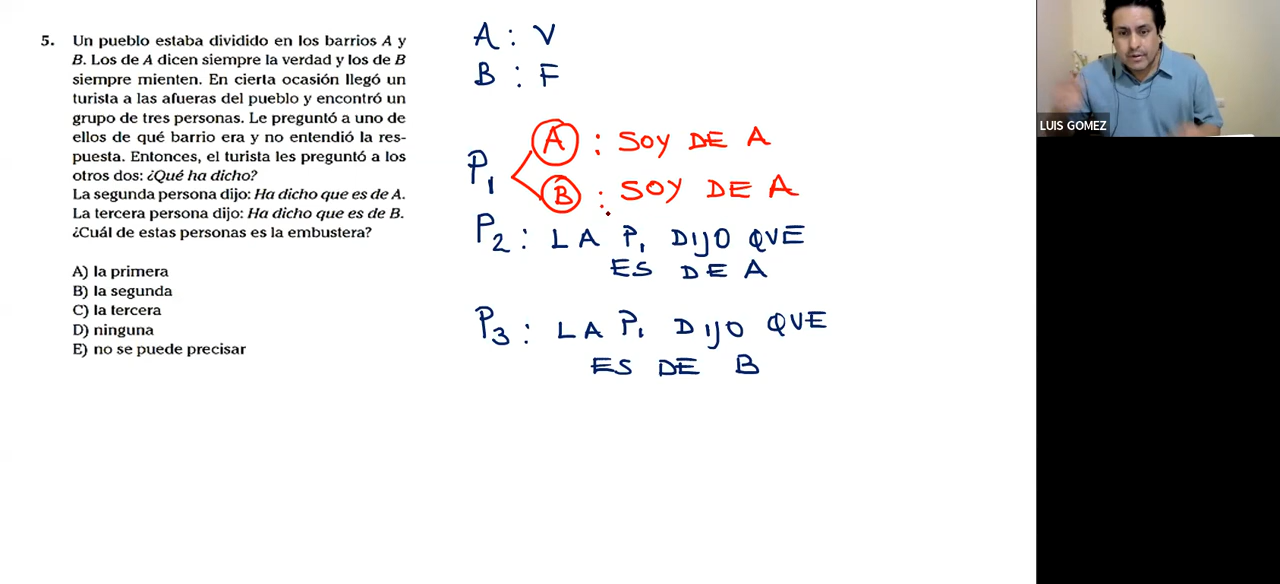 5. Un pueblo estaba dividido en los barrios A y
B. Los de A dicen siempre la verdad y los de B
siempre mienten. En cierta ocasión llegó un
turista a las afueras del pueblo y encontró un
grupo de tres personas. Le preguntó a uno de
ellos de qué barrio era y no entendió la res-
puesta. Entonces, el turista les preguntó a los
otros dos: ¿Qué ha dicho?
La segunda persona dijo: Ha dicho que es de A.
La tercera persona dijo: Ha dicho que es de B.
¿Cuál de estas personas es la embustera?
A) la primera
B) la segunda
C) la tercera
D) ninguna
E) no se puede precisar
A : V
B : F
P1
A : SOY DE A
B : SOY DE A
P2 : LA P1 DIJO QUE
ES DE A
P3 : LA P1 DIJO QUE
ES DE B
LUIS GOMEZ